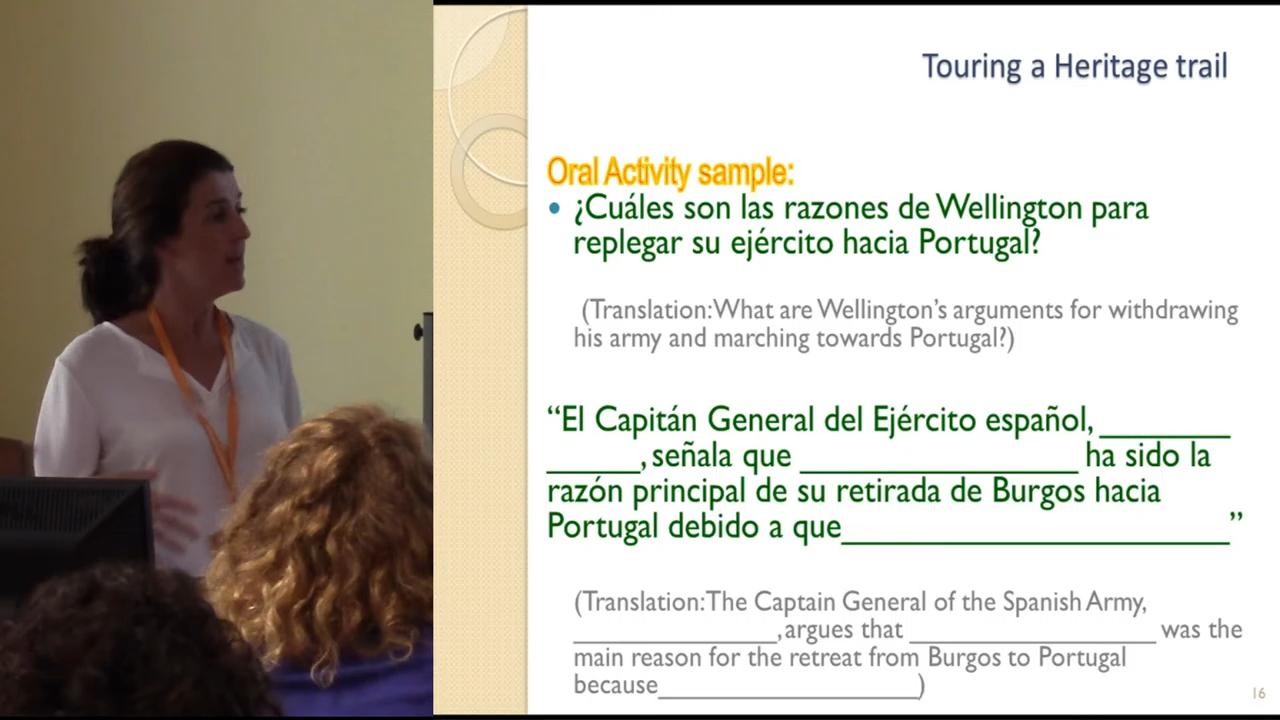 Touring a Heritage trail
Oral Activity sample:
• ¿Cuáles son las razones de Wellington para
replegar su ejército hacia Portugal?
(Translation:What are Wellington's arguments for withdrawing
his army and marching towards Portugal?)
“El Capitán General del Ejército español, ________
______, señala que __________________ ha sido la
razón principal de su retirada de Burgos hacia
Portugal debido a que_________________________”
(Translation:The Captain General of the Spanish Army,
_______________,argues that __________________ was the
main reason for the retreat from Burgos to Portugal
because___________________)
16